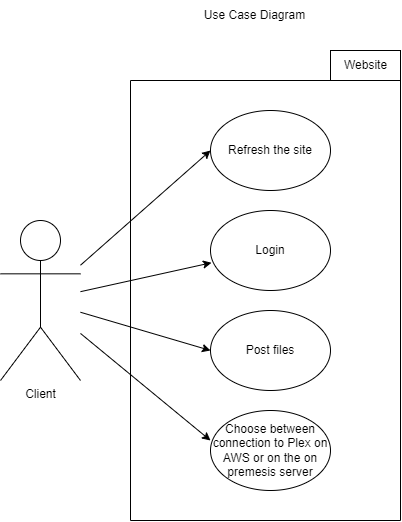 Use Case Diagram
Website
Refresh the site
Login
Post files
Client
Choose between
connection to Plex on
AWS or on the on
premesis server